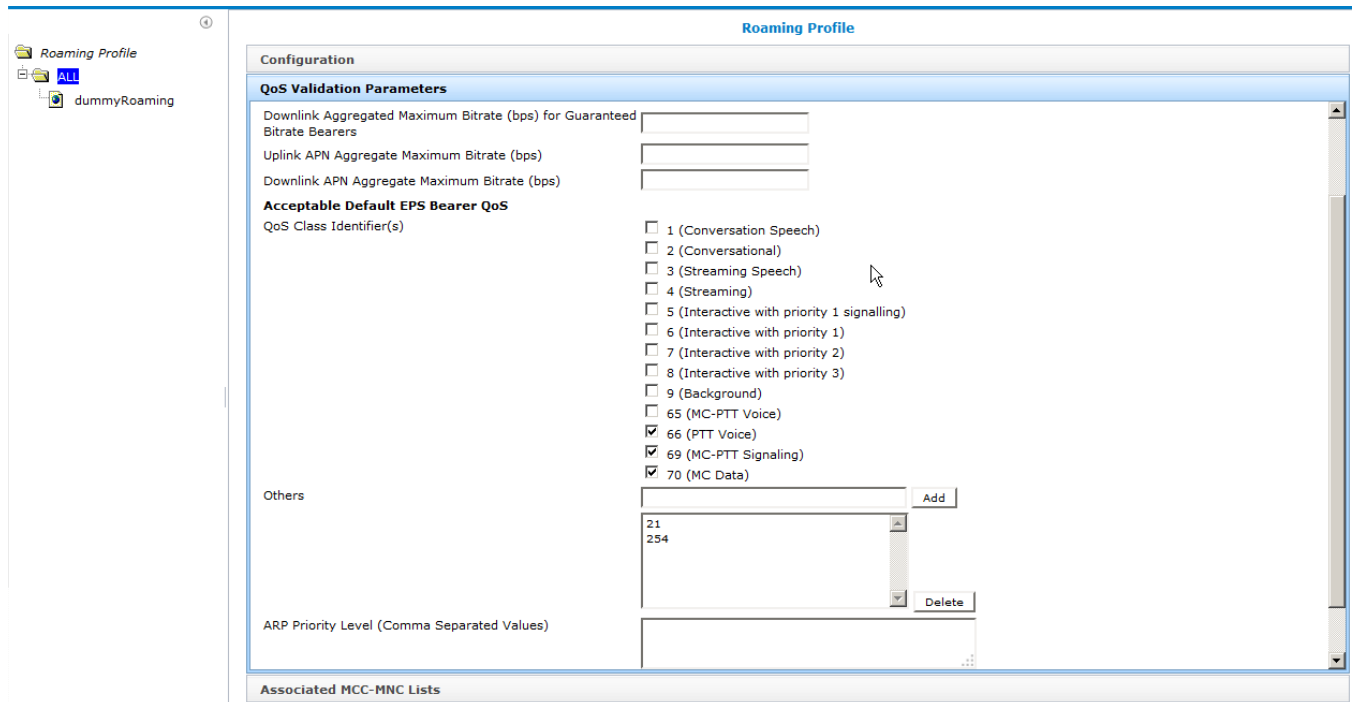 Roaming Profile
Roaming Profile
ALL
dummyRoaming
Configuration
QoS Validation Parameters
Downlink Aggregated Maximum Bitrate (bps) for Guaranteed
Bitrate Bearers
Uplink APN Aggregate Maximum Bitrate (bps)
Downlink APN Aggregate Maximum Bitrate (bps)
Acceptable Default EPS Bearer QoS
QoS Class Identifier(s)
1 (Conversation Speech)
2 (Conversational)
3 (Streaming Speech)
4 (Streaming)
5 (Interactive with priority 1 signalling)
6 (Interactive with priority 1)
7 (Interactive with priority 2)
8 (Interactive with priority 3)
9 (Background)
65 (MC-PTT Voice)
66 (PTT Voice)
69 (MC-PTT Signaling)
70 (MC Data)
Others
Add
21
254
Delete
ARP Priority Level (Comma Separated Values)
Associated MCC-MNC Lists